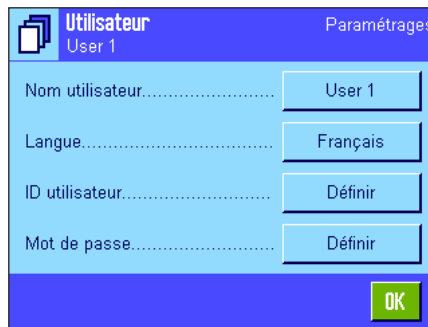 Utilisateur Paramétrages
User 1
Nom utilisateur........................ User 1
Langue................................... Français
ID utilisateur........................... Définir
Mot de passe.......................... Définir
OK